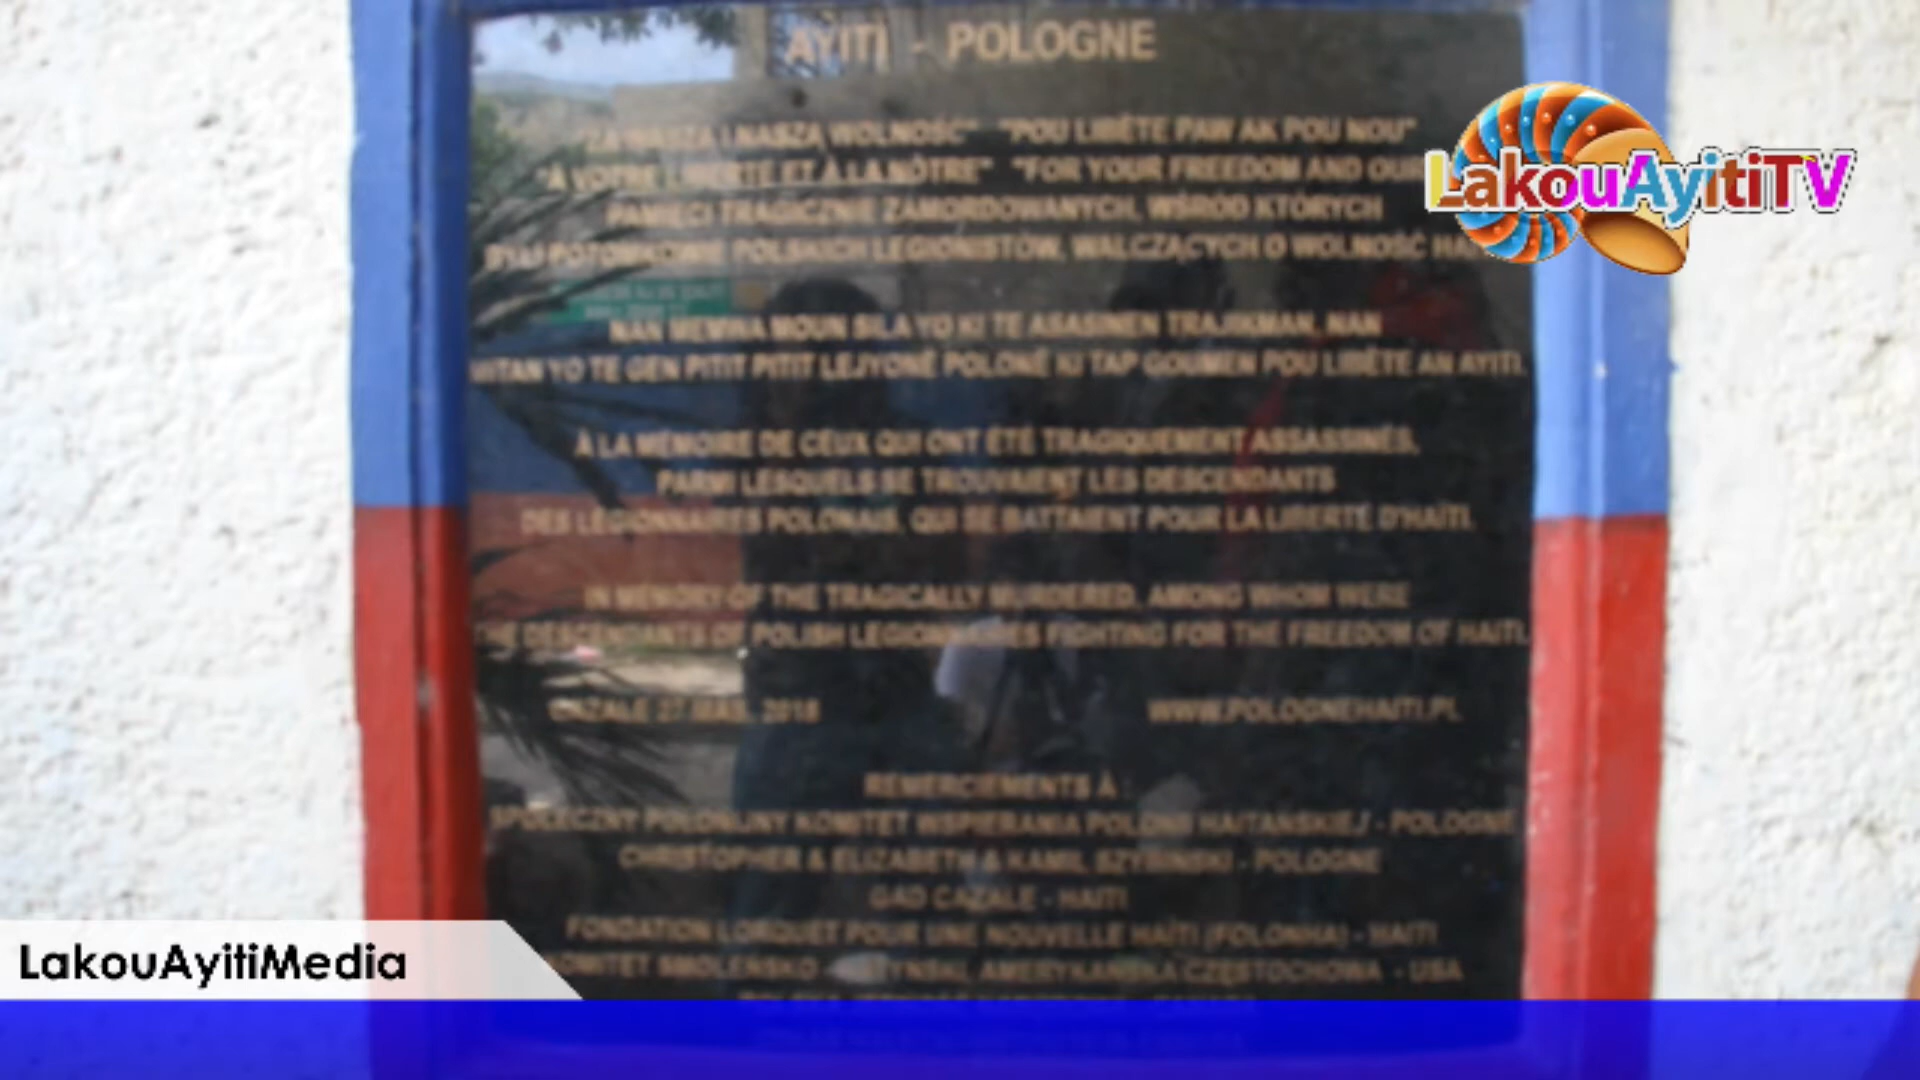 AYITI - POLOGNE
WASZĄ I NASZĄ WOLNOŚĆ" "POU LIBÈTE PAW AK POU NOU"
"À VOTRE LIBERTÉ ET À LA NÔTRE" "FOR YOUR FREEDOM AND OUR
PAMIĘCI TRAGICZNIE ZAMORDOWANYCH, WŚRÓD KTÓRYCH
BYLI POTOMKOWIE POLSKICH LEGIONISTÓW, WALCZĄCYCH O WOLNOŚĆ
NAN MEMWA MOUN SILA YO KI TE ASASINEN TRAJIKMAN, NAN
MITAN YO TE GEN PITIT PITIT LEJYONÈ POLONÈ KI TAP GOUMEN POU LIBÈTE AN AYITI.
À LA MÉMOIRE DE CEUX QUI ONT ÉTÉ TRAGIQUEMENT ASSASSINÉS,
PARMI LESQUELS SE TROUVAIENT LES DESCENDANTS
DES LÉGIONNAIRES POLONAIS, QUI SE BATTAIENT POUR LA LIBERTÉ D'HAÏTI.
IN MEMORY OF THE TRAGICALLY MURDERED, AMONG WHOM WERE
THE DESCENDANTS OF POLISH LEGIONNAIRES FIGHTING FOR THE FREEDOM OF HAITI.
CAZALE 27 MAS, 2018 WWW.POLOGNEHAITI.PL
REMERCIEMENTS À :
SPOŁECZNY POLONIJNY KOMITET WSPIERANIA POLONII HAITAŃSKIEJ - POLOGNE
CHRISTOPHER & ELIZABETH & KAMIL SZYBINSKI - POLOGNE
GAD CAZALE - HAITI
FONDATION LORQUET POUR UNE NOUVELLE HAÏTI (FOLONHA) - HAITI
KOMITET SMOLEŃSKO - AMERYKAŃSKA CZĘSTOCHOWA - USA
LakouAyitiTV
LakouAyitiMedia